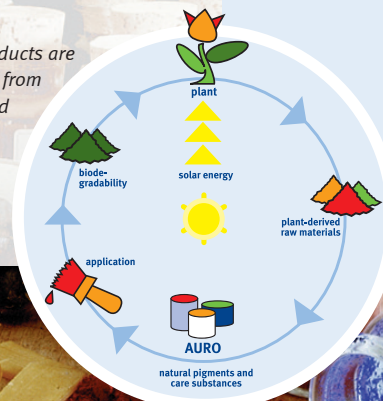 ducts are
from
d
plant
solar energy
biode-
gradability
plant-derived
raw materials
application
AURO
natural pigments and
care substances